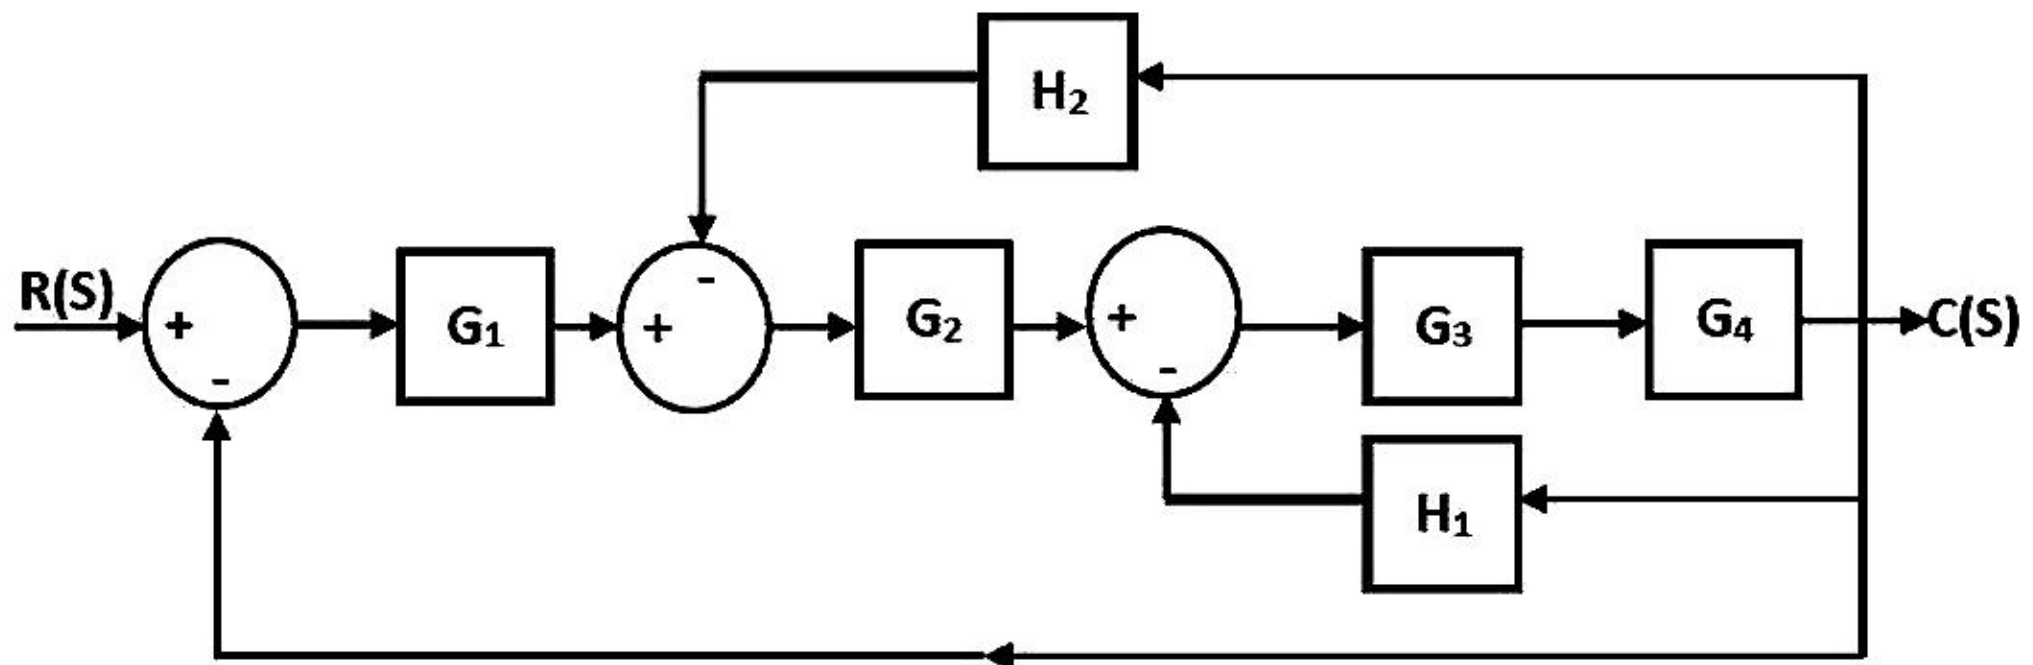 H₂
R(S)
+
-
G₁
-
+
G₂
+
-
G₃
G₄
C(S)
H₁